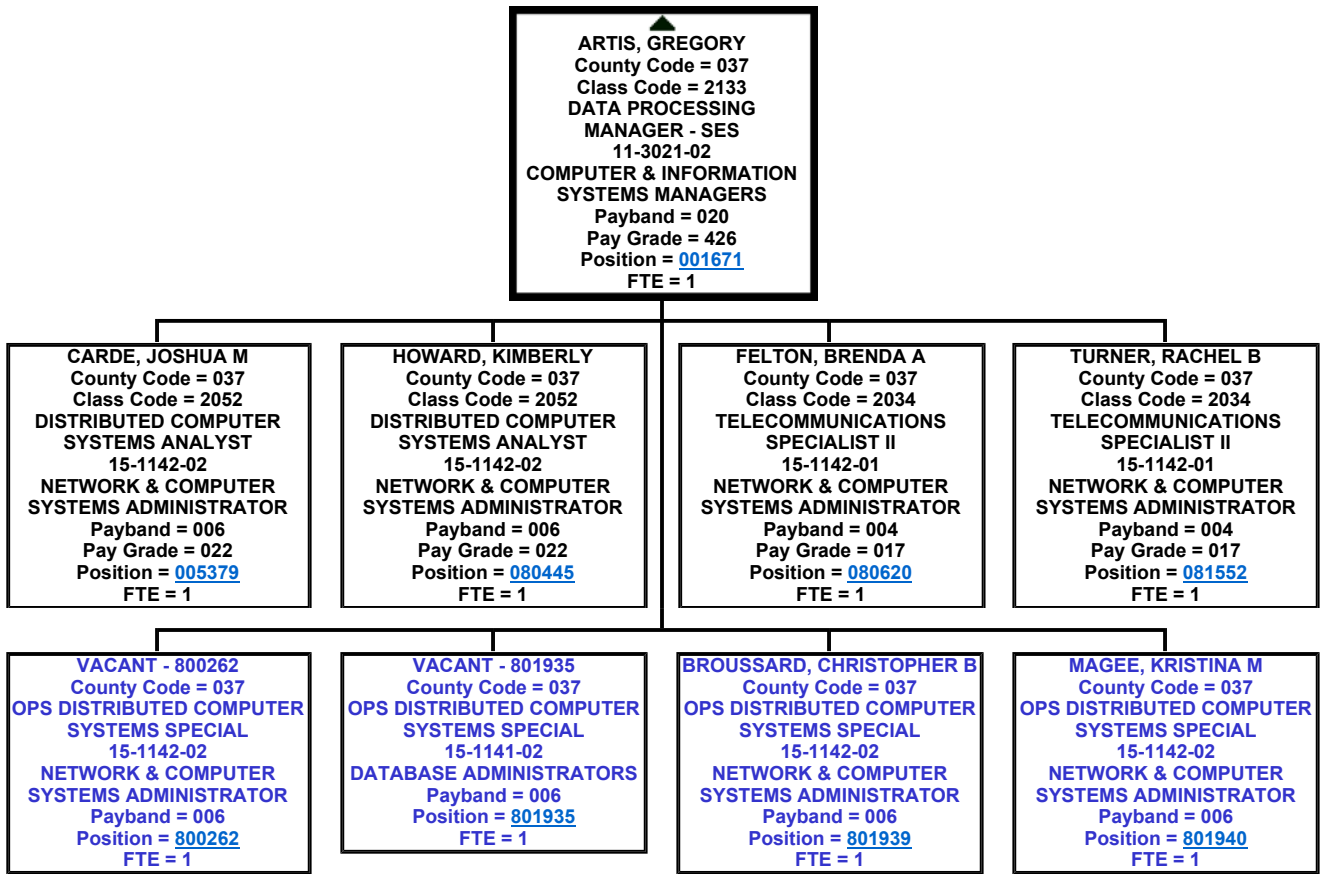 ARTIS, GREGORY
County Code = 037
Class Code = 2133
DATA PROCESSING
MANAGER - SES
11-3021-02
COMPUTER & INFORMATION
SYSTEMS MANAGERS
Payband = 020
Pay Grade = 426
Position = 001671
FTE = 1
CARDE, JOSHUA M
County Code = 037
Class Code = 2052
DISTRIBUTED COMPUTER
SYSTEMS ANALYST
15-1142-02
NETWORK & COMPUTER
SYSTEMS ADMINISTRATOR
Payband = 006
Pay Grade = 022
Position = 005379
FTE = 1
HOWARD, KIMBERLY
County Code = 037
Class Code = 2052
DISTRIBUTED COMPUTER
SYSTEMS ANALYST
15-1142-02
NETWORK & COMPUTER
SYSTEMS ADMINISTRATOR
Payband = 006
Pay Grade = 022
Position = 080445
FTE = 1
FELTON, BRENDA A
County Code = 037
Class Code = 2034
TELECOMMUNICATIONS
SPECIALIST II
15-1142-01
NETWORK & COMPUTER
SYSTEMS ADMINISTRATOR
Payband = 004
Pay Grade = 017
Position = 080620
FTE = 1
TURNER, RACHEL B
County Code = 037
Class Code = 2034
TELECOMMUNICATIONS
SPECIALIST II
15-1142-01
NETWORK & COMPUTER
SYSTEMS ADMINISTRATOR
Payband = 004
Pay Grade = 017
Position = 081552
FTE = 1
VACANT - 800262
County Code = 037
OPS DISTRIBUTED COMPUTER
SYSTEMS SPECIAL
15-1142-02
NETWORK & COMPUTER
SYSTEMS ADMINISTRATOR
Payband = 006
Position = 800262
FTE = 1
VACANT - 801935
County Code = 037
OPS DISTRIBUTED COMPUTER
SYSTEMS SPECIAL
15-1141-02
DATABASE ADMINISTRATORS
Payband = 006
Position = 801935
FTE = 1
BROUSSARD, CHRISTOPHER B
County Code = 037
OPS DISTRIBUTED COMPUTER
SYSTEMS SPECIAL
15-1142-02
NETWORK & COMPUTER
SYSTEMS ADMINISTRATOR
Payband = 006
Position = 801939
FTE = 1
MAGEE, KRISTINA M
County Code = 037
OPS DISTRIBUTED COMPUTER
SYSTEMS SPECIAL
15-1142-02
NETWORK & COMPUTER
SYSTEMS ADMINISTRATOR
Payband = 006
Position = 801940
FTE = 1